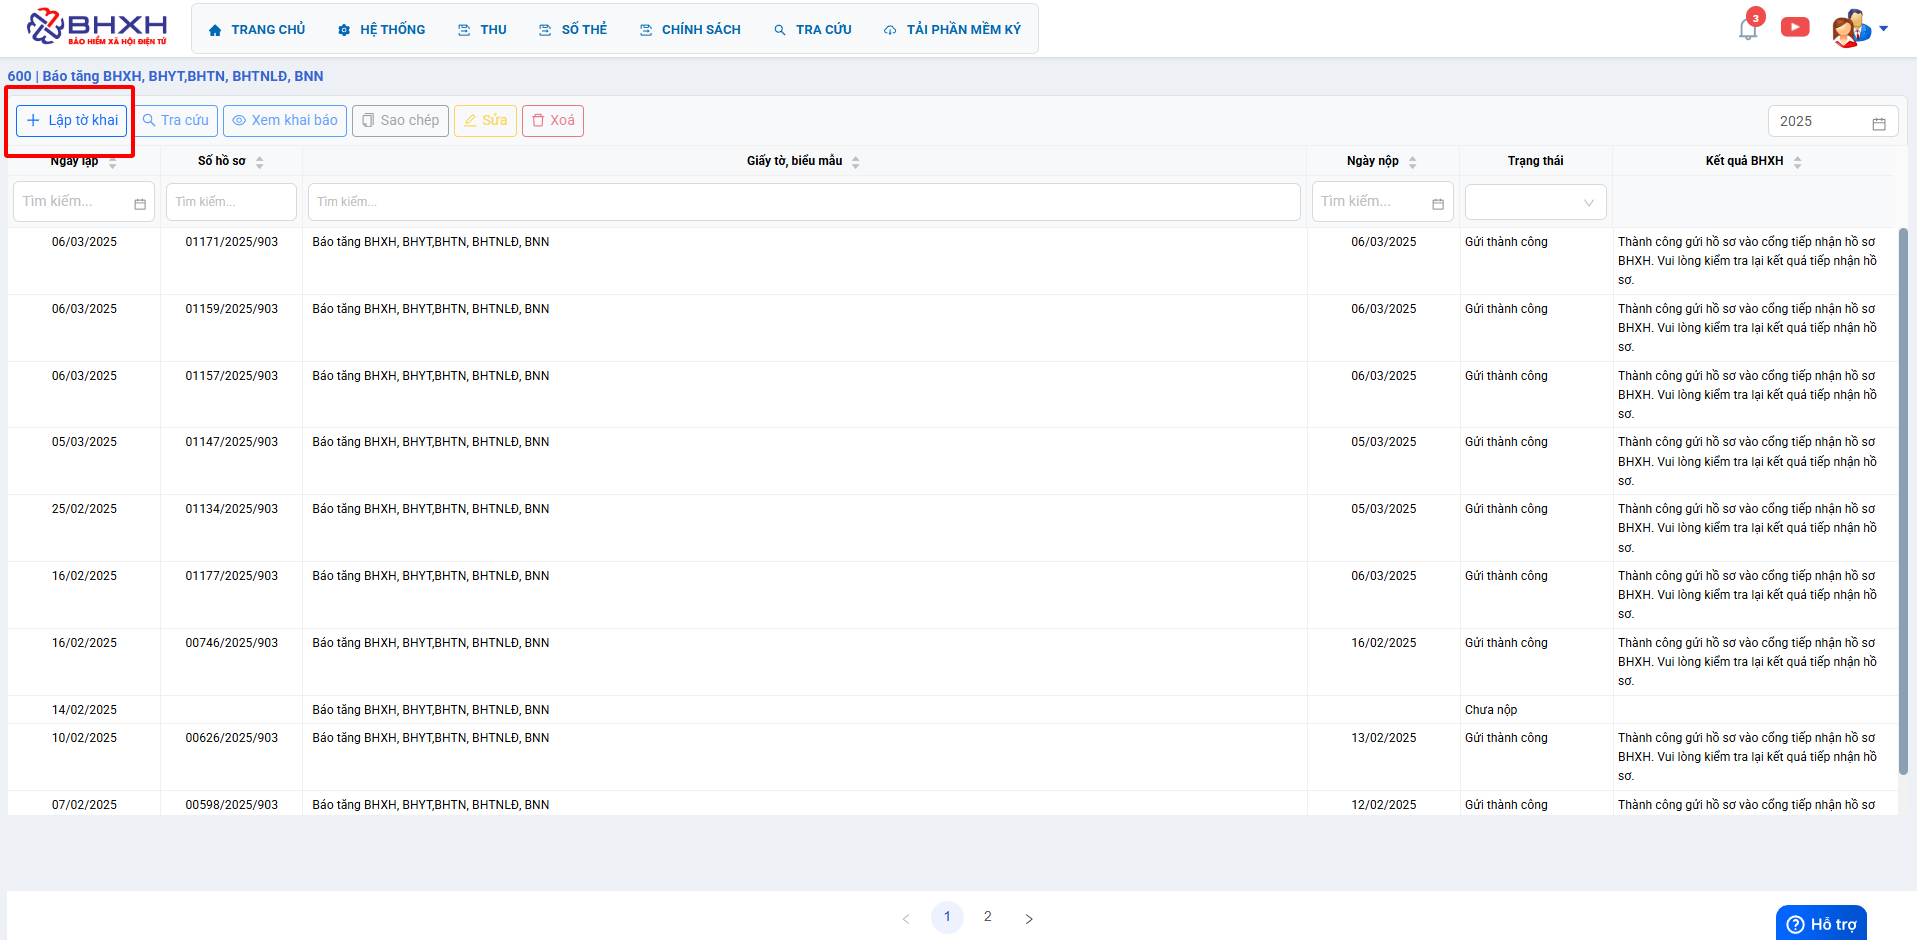 BHXH
BẢO HIỂM XÃ HỘI ĐIỆN TỬ
TRANG CHỦ HỆ THỐNG THU SỔ THẺ CHÍNH SÁCH TRA CỨU TẢI PHẦN MỀM KÝ
3
600 | Báo tăng BHXH, BHYT,BHTN, BHTNLĐ, BNN
Lập tờ khai Tra cứu Xem khai báo Sao chép Sửa Xoá 2025
Ngày lập Số hồ sơ Giấy tờ, biểu mẫu Ngày nộp Trạng thái Kết quả BHXH
Tìm kiếm... Tìm kiếm... Tìm kiếm... Tìm kiếm...
06/03/2025 01171/2025/903 Báo tăng BHXH, BHYT,BHTN, BHTNLĐ, BNN 06/03/2025 Gửi thành công Thành công gửi hồ sơ vào cổng tiếp nhận hồ sơ
BHXH. Vui lòng kiểm tra lại kết quả tiếp nhận hồ
sơ.
06/03/2025 01159/2025/903 Báo tăng BHXH, BHYT,BHTN, BHTNLĐ, BNN 06/03/2025 Gửi thành công Thành công gửi hồ sơ vào cổng tiếp nhận hồ sơ
BHXH. Vui lòng kiểm tra lại kết quả tiếp nhận hồ
sơ.
06/03/2025 01157/2025/903 Báo tăng BHXH, BHYT,BHTN, BHTNLĐ, BNN 06/03/2025 Gửi thành công Thành công gửi hồ sơ vào cổng tiếp nhận hồ sơ
BHXH. Vui lòng kiểm tra lại kết quả tiếp nhận hồ
sơ.
05/03/2025 01147/2025/903 Báo tăng BHXH, BHYT,BHTN, BHTNLĐ, BNN 05/03/2025 Gửi thành công Thành công gửi hồ sơ vào cổng tiếp nhận hồ sơ
BHXH. Vui lòng kiểm tra lại kết quả tiếp nhận hồ
sơ.
25/02/2025 01134/2025/903 Báo tăng BHXH, BHYT,BHTN, BHTNLĐ, BNN 05/03/2025 Gửi thành công Thành công gửi hồ sơ vào cổng tiếp nhận hồ sơ
BHXH. Vui lòng kiểm tra lại kết quả tiếp nhận hồ
sơ.
16/02/2025 01177/2025/903 Báo tăng BHXH, BHYT,BHTN, BHTNLĐ, BNN 06/03/2025 Gửi thành công Thành công gửi hồ sơ vào cổng tiếp nhận hồ sơ
BHXH. Vui lòng kiểm tra lại kết quả tiếp nhận hồ
sơ.
16/02/2025 00746/2025/903 Báo tăng BHXH, BHYT,BHTN, BHTNLĐ, BNN 16/02/2025 Gửi thành công Thành công gửi hồ sơ vào cổng tiếp nhận hồ sơ
BHXH. Vui lòng kiểm tra lại kết quả tiếp nhận hồ
sơ.
14/02/2025 Báo tăng BHXH, BHYT,BHTN, BHTNLĐ, BNN Chưa nộp
10/02/2025 00626/2025/903 Báo tăng BHXH, BHYT,BHTN, BHTNLĐ, BNN 13/02/2025 Gửi thành công Thành công gửi hồ sơ vào cổng tiếp nhận hồ sơ
BHXH. Vui lòng kiểm tra lại kết quả tiếp nhận hồ
sơ.
07/02/2025 00598/2025/903 Báo tăng BHXH, BHYT,BHTN, BHTNLĐ, BNN 12/02/2025 Gửi thành công Thành công gửi hồ sơ vào cổng tiếp nhận hồ sơ
1 2
Hỗ trợ